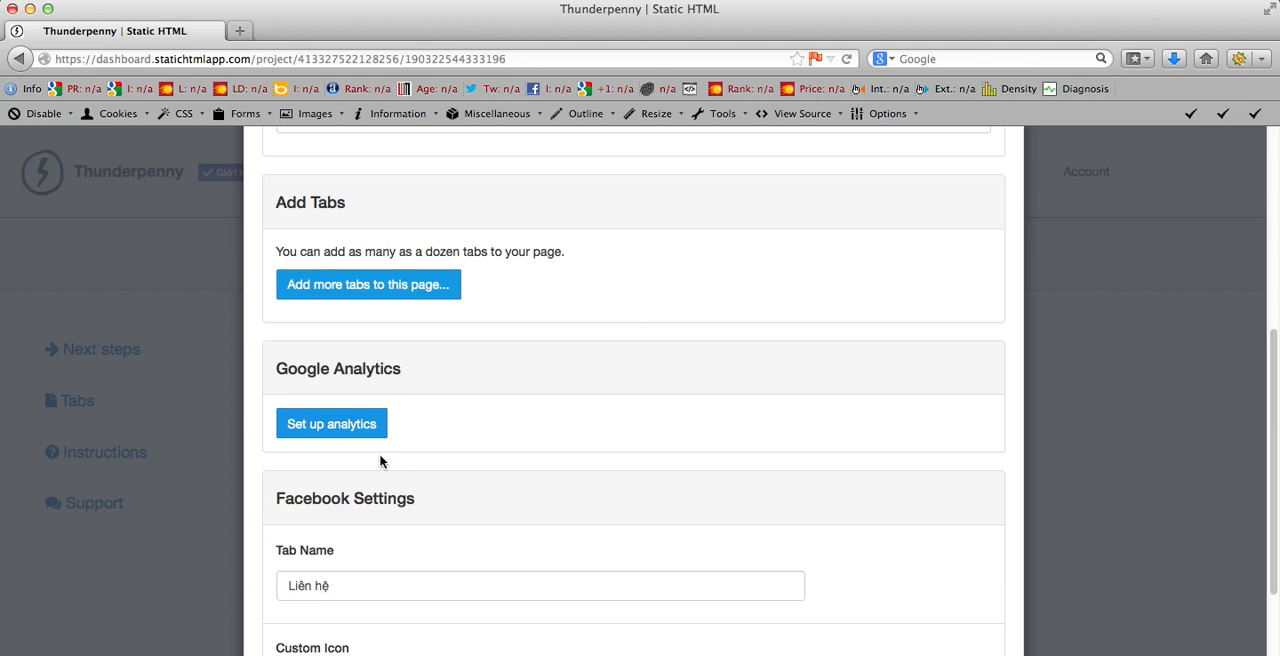 Thunderpenny | Static HTML
Thunderpenny | Static HTML
https://dashboard.statichtmlapp.com/project/413327522128256/190322544333196
Google
Info PR: n/a I: n/a L: n/a LD: n/a I: n/a Rank: n/a Age: n/a Tw: n/a I: n/a +1: n/a n/a Rank: n/a Price: n/a Int.: n/a Ext.: n/a Density Diagnosis
Disable Cookies CSS Forms Images Information Miscellaneous Outline Resize Tools View Source Options
Thunderpenny
Account
Add Tabs
You can add as many as a dozen tabs to your page.
Add more tabs to this page...
Next steps
Tabs
Instructions
Support
Google Analytics
Set up analytics
Facebook Settings
Tab Name
Liên hệ
Custom Icon